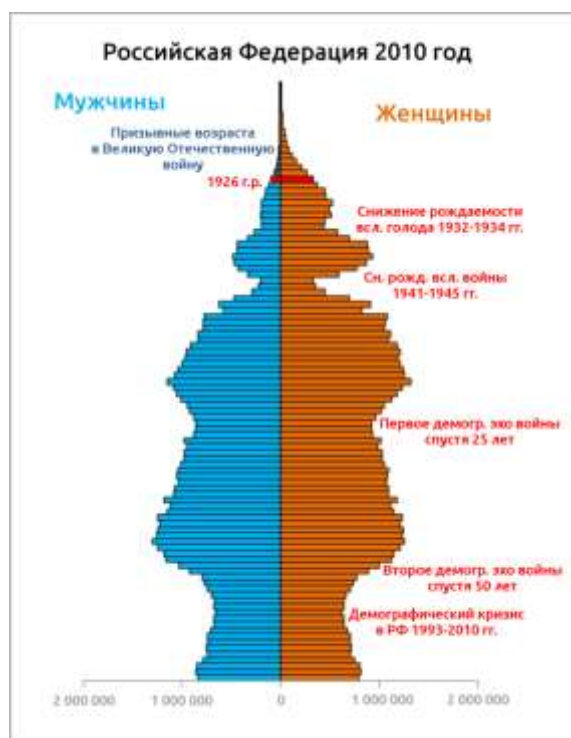 Российская Федерация 2010 год
Мужчины
Женщины
Призывные возраста
в Великую Отечественную
войну
1926 г.р.
Снижение рождаемости
всл. голода 1932-1934 гг.
Сн. рожд. всл. войны
1941-1945 гг.
Первое демогр. эхо войны
спустя 25 лет
Второе демогр. эхо войны
спустя 50 лет
Демографический кризис
в РФ 1993-2010 гг.
2 000 000 1 000 000 0 1 000 000 2 000 000